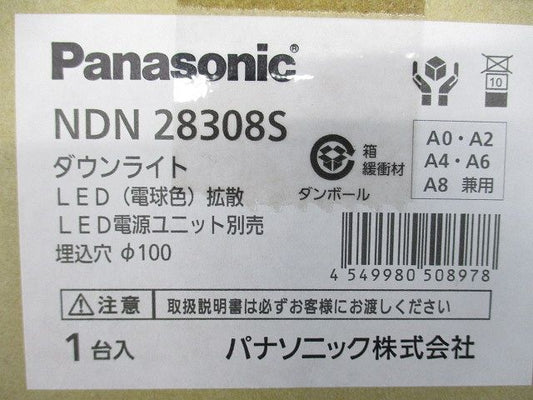 Panasonic®
NDN 28308S
ダウンライト
LED（電球色）拡散
LED電源ユニット別売
埋込穴 φ100
箱
緩衝材
ダンボール
10
A0・A2
A4・A6
A8 兼用
4 549980 508978
注意
取扱説明書は必ずお客様にお渡しください
1台入
パナソニック株式会社